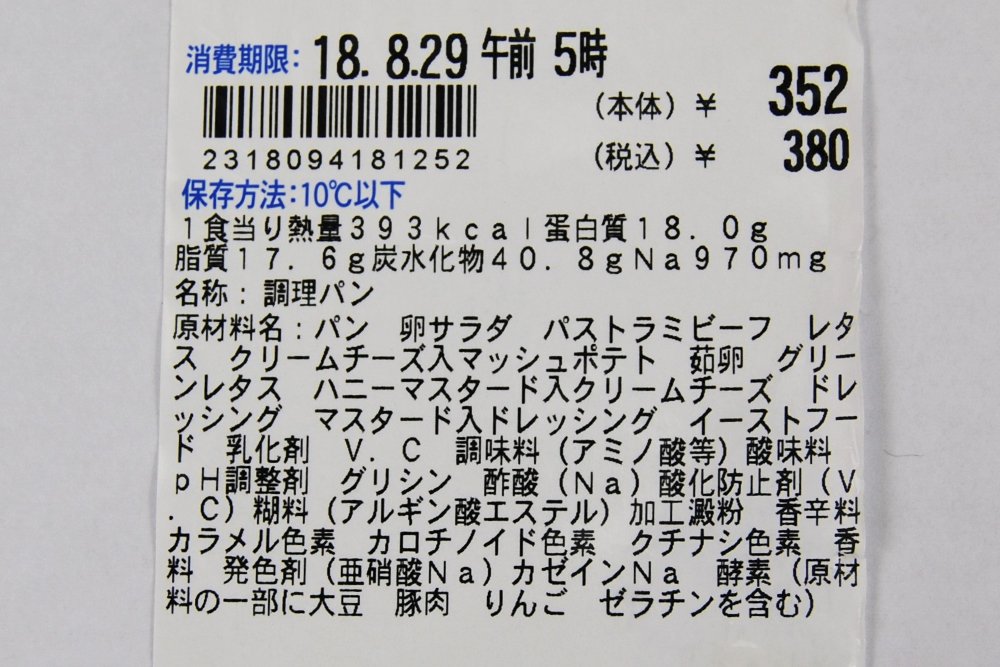 消費期限: 18. 8.29 午前 5時
(本体) ¥ 352
2318094181252
(税込) ¥ 380
保存方法:10℃以下
1食当り熱量393kcal蛋白質18.0g
脂質17.6g炭水化物40.8gNa970mg
名称:調理パン
原材料名:パン 卵サラダ パストラミビーフ レタ
ス クリームチーズ入マッシュポテト 茹卵 グリー
ンレタス ハニーマスタード入クリームチーズ ドレ
ッシング マスタード入ドレッシング イーストフー
ド 乳化剤 V.C 調味料(アミノ酸等)酸味料
pH調整剤 グリシン 酢酸(Na)酸化防止剤(V
.C)糊料(アルギン酸エステル)加工澱粉 香辛料
カラメル色素 カロチノイド色素 クチナシ色素 香
料 発色剤(亜硝酸Na)カゼインNa 酵素(原材
料の一部に大豆 豚肉 りんご ゼラチンを含む)